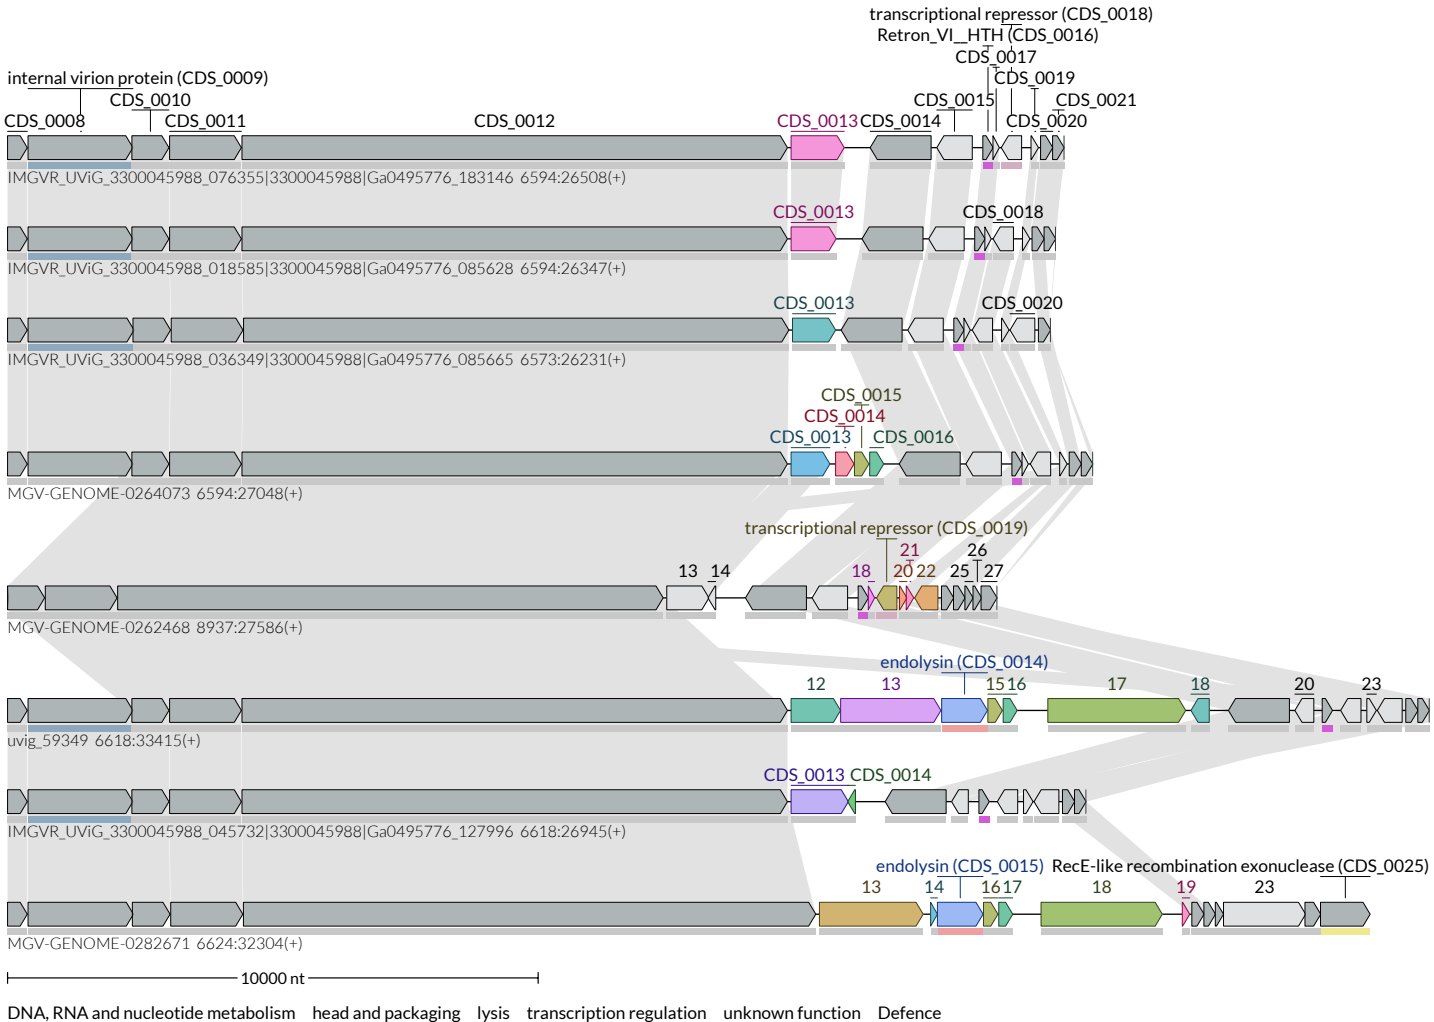 transcriptional repressor (CDS_0018)
Retron_VI__HTH (CDS_0016)
CDS_0017
internal virion protein (CDS_0009) CDS_0019
CDS_0010 CDS_0015 CDS_0021
CDS_0008 CDS_0011 CDS_0012 CDS_0013 CDS_0014 CDS_0020
IMGVR_UViG_3300045988_076355|3300045988|Ga0495776_183146 6594:26508(+)
CDS_0013 CDS_0018
IMGVR_UViG_3300045988_018585|3300045988|Ga0495776_085628 6594:26347(+)
CDS_0013 CDS_0020
IMGVR_UViG_3300045988_036349|3300045988|Ga0495776_085665 6573:26231(+)
CDS_0015
CDS_0014
CDS_0013 CDS_0016
MGV-GENOME-0264073 6594:27048(+)
transcriptional repressor (CDS_0019)
21 26
13 14 18 20 22 25 27
MGV-GENOME-0262468 8937:27586(+)
endolysin (CDS_0014)
12 13 15 16 17 18 20 23
uvig_59349 6618:33415(+)
CDS_0013 CDS_0014
IMGVR_UViG_3300045988_045732|3300045988|Ga0495776_127996 6618:26945(+)
endolysin (CDS_0015) RecE-like recombination exonuclease (CDS_0025)
13 14 16 17 18 19 23
MGV-GENOME-0282671 6624:32304(+)
10000 nt
DNA, RNA and nucleotide metabolism head and packaging lysis transcription regulation unknown function Defence